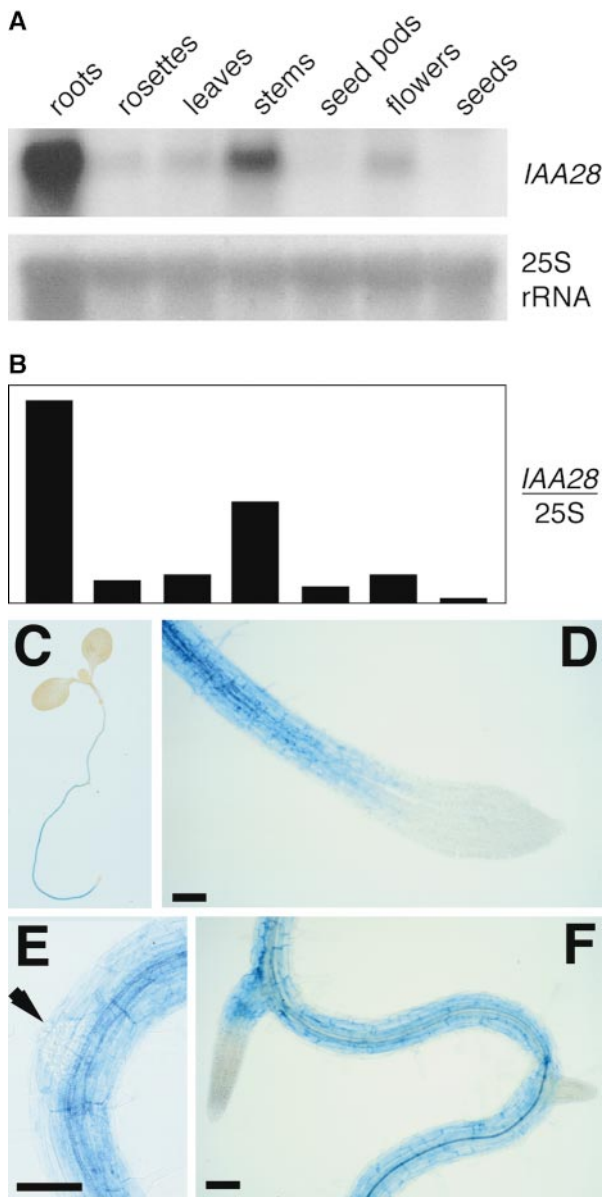 A
roots
rosettes
leaves
stems
seed pods
flowers
seeds
IAA28
25S
rRNA
B
IAA28
25S
C
D
E
F